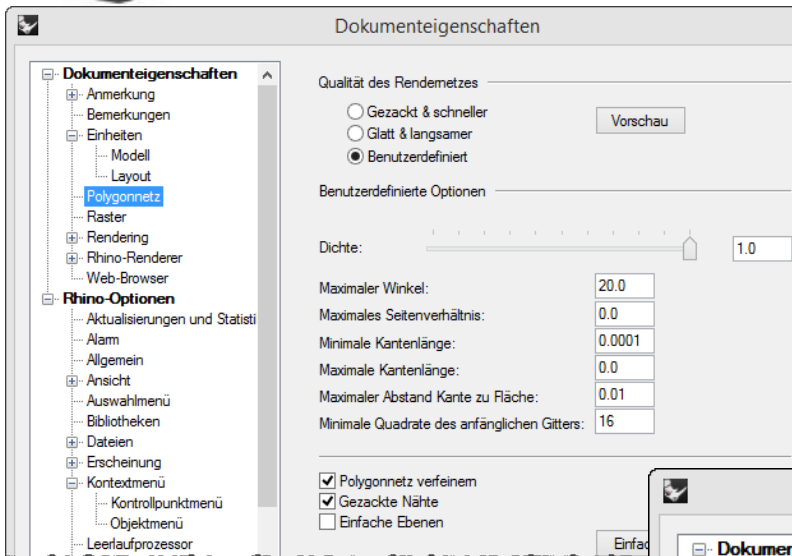 Dokumenteigenschaften
Dokumenteigenschaften
Anmerkung
Bemerkungen
Einheiten
Modell
Layout
Polygonnetz
Raster
Rendering
Rhino-Renderer
Web-Browser
Rhino-Optionen
Aktualisierungen und Statisti
Alarm
Allgemein
Ansicht
Auswahlmenü
Bibliotheken
Dateien
Erscheinung
Kontextmenü
Kontrollpunktmenü
Objektmenü
Leerlaufprozessor
Qualität des Rendernetzes
Gezackt & schneller
Glatt & langsamer
Benutzerdefiniert
Vorschau
Benutzerdefinierte Optionen
Dichte: 1.0
Maximaler Winkel: 20.0
Maximales Seitenverhältnis: 0.0
Minimale Kantenlänge: 0.0001
Maximale Kantenlänge: 0.0
Maximaler Abstand Kante zu Fläche: 0.01
Minimale Quadrate des anfänglichen Gitters: 16
Polygonnetz verfeinern
Gezackte Nähte
Einfache Ebenen
Einfac
Dokumen